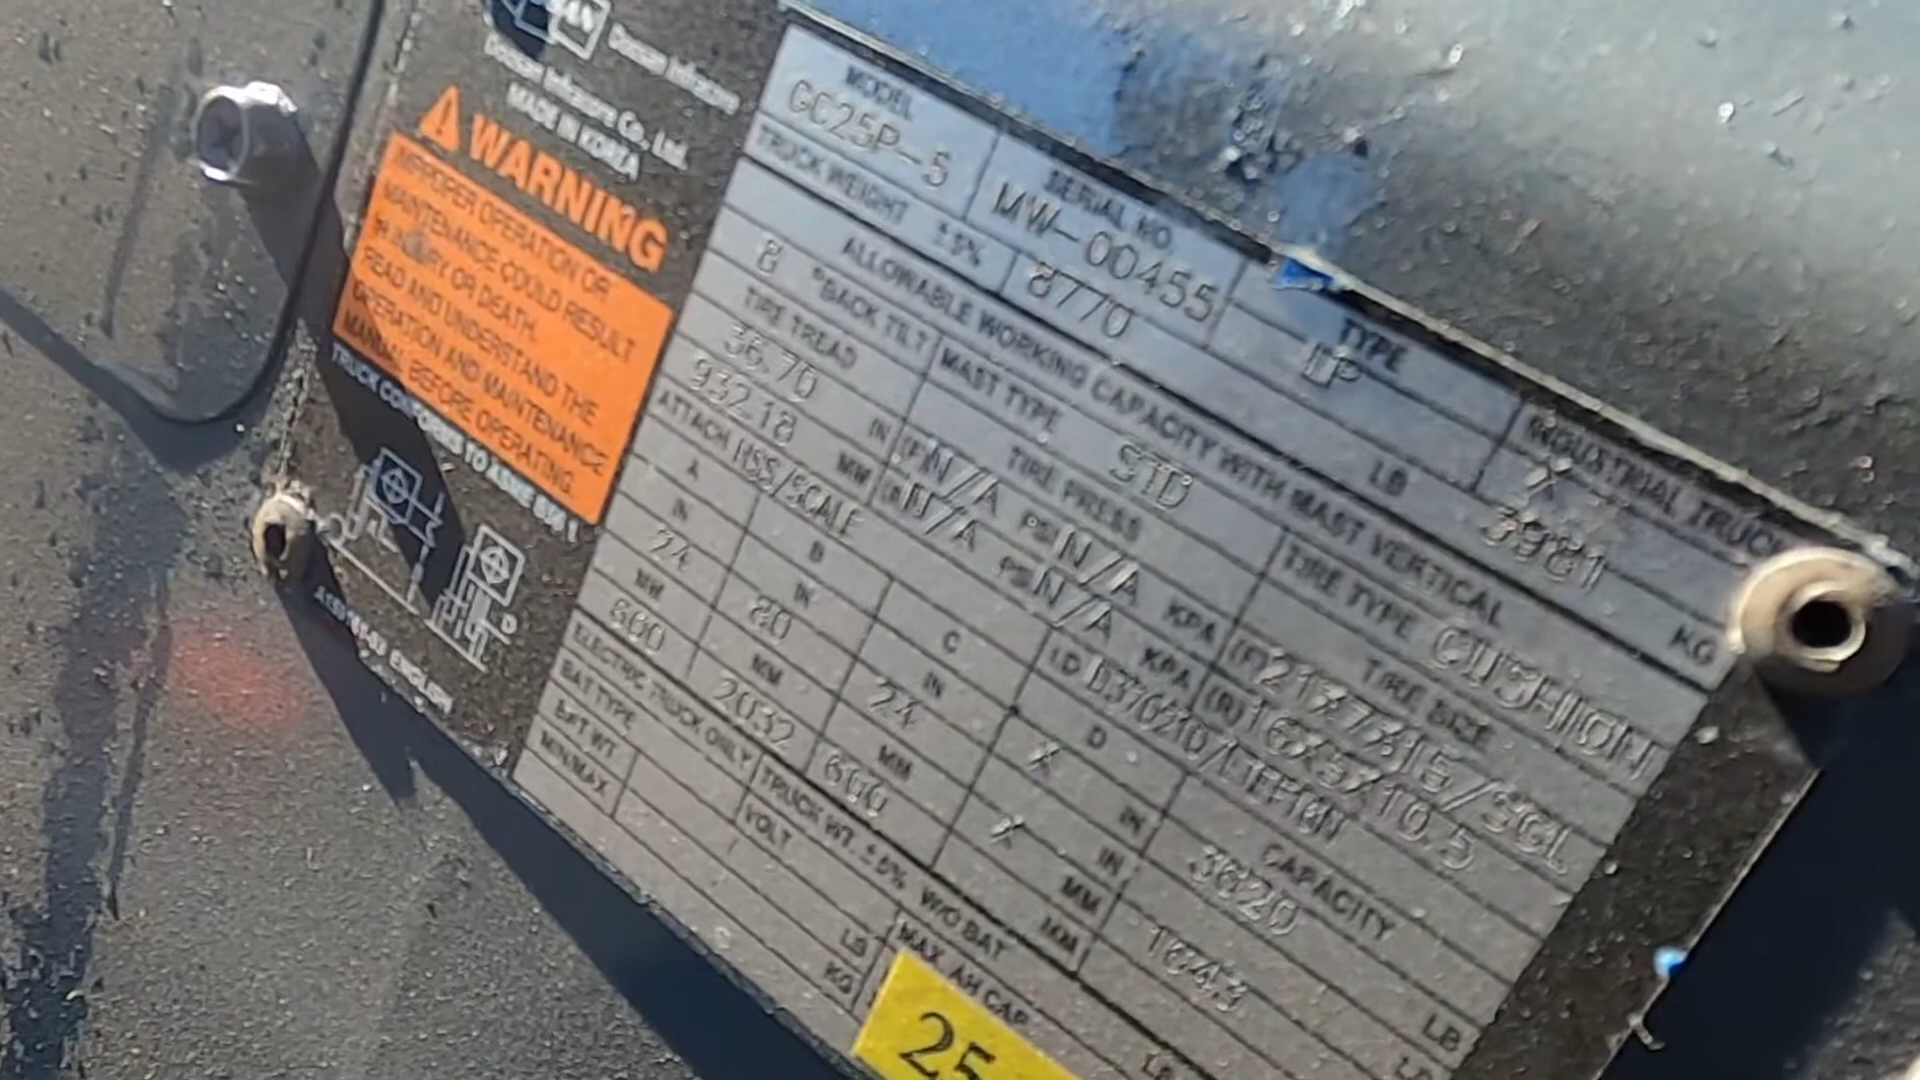 Doosan Infracore
Doosan Infracore Co., Ltd.
MADE IN KOREA
WARNING
IMPROPER OPERATION OR
MAINTENANCE COULD RESULT
IN INJURY OR DEATH.
READ AND UNDERSTAND THE
OPERATION AND MAINTENANCE
MANUAL BEFORE OPERATING.
TRUCK CONFORMS TO ASME B56.1
ENGLISH
MODEL SERIAL NO TYPE INDUSTRIAL TRUCK
GC25P-5 MW-00455 LP X
TRUCK WEIGHT ±5% 8770 LB 3981 KG
ALLOWABLE WORKING CAPACITY WITH MAST VERTICAL
8 °BACK TILT MAST TYPE STD TIRE TYPE CUSHION
TIRE TREAD TIRE PRESS TIRE SIZE
36.70 IN (F) N/A PSI N/A KPA (F)
932.18 MM (R) N/A PSI N/A KPA (R) 16X5X10.5
ATTACH HSS/SCALE LD
A B C D CAPACITY
IN IN IN IN
24 80 24 X 3620 LB
MM MM MM MM
600 2032 600 X
ELECTRIC TRUCK ONLY TRUCK WT. ±5% W/O BAT
BAT TYPE VOLT MAX. AH CAP
BAT WT LB
MIN/MAX KG
25